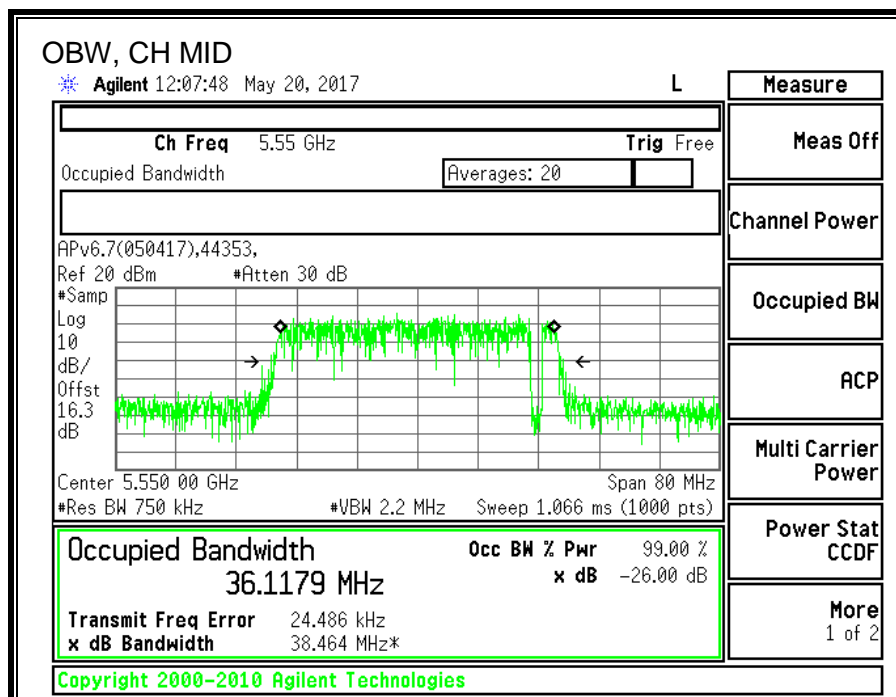 OBW, CH MID
Agilent 12:07:48 May 20, 2017 L
Measure
Ch Freq 5.55 GHz Trig Free
Meas Off
Occupied Bandwidth Averages: 20
Channel Power
APv6.7(050417),44353,
Ref 20 dBm #Atten 30 dB
#Samp
Log
10
dB/
Offst
16.3
dB
Occupied BW
ACP
Center 5.550 00 GHz Span 80 MHz
#Res BW 750 kHz #VBW 2.2 MHz Sweep 1.066 ms (1000 pts)
Multi Carrier
Power
Occupied Bandwidth Occ BW % Pwr 99.00 %
36.1179 MHz x dB -26.00 dB
Transmit Freq Error 24.486 kHz
x dB Bandwidth 38.464 MHz*
Power Stat
CCDF
More
1 of 2
Copyright 2000-2010 Agilent Technologies